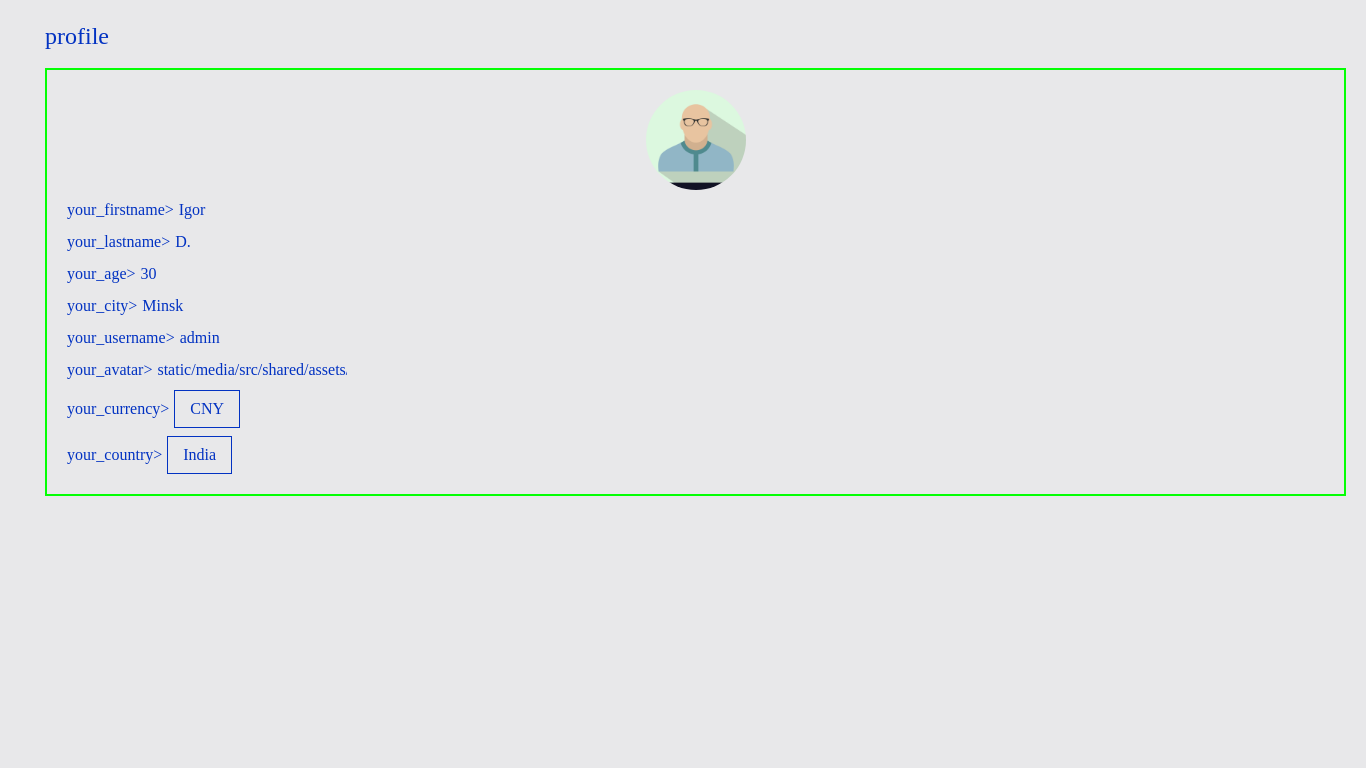 profile
your_firstname> Igor
your_lastname> D.
your_age> 30
your_city> Minsk
your_username> admin
your_avatar> static/media/src/shared/assets
your_currency> CNY
your_country> India